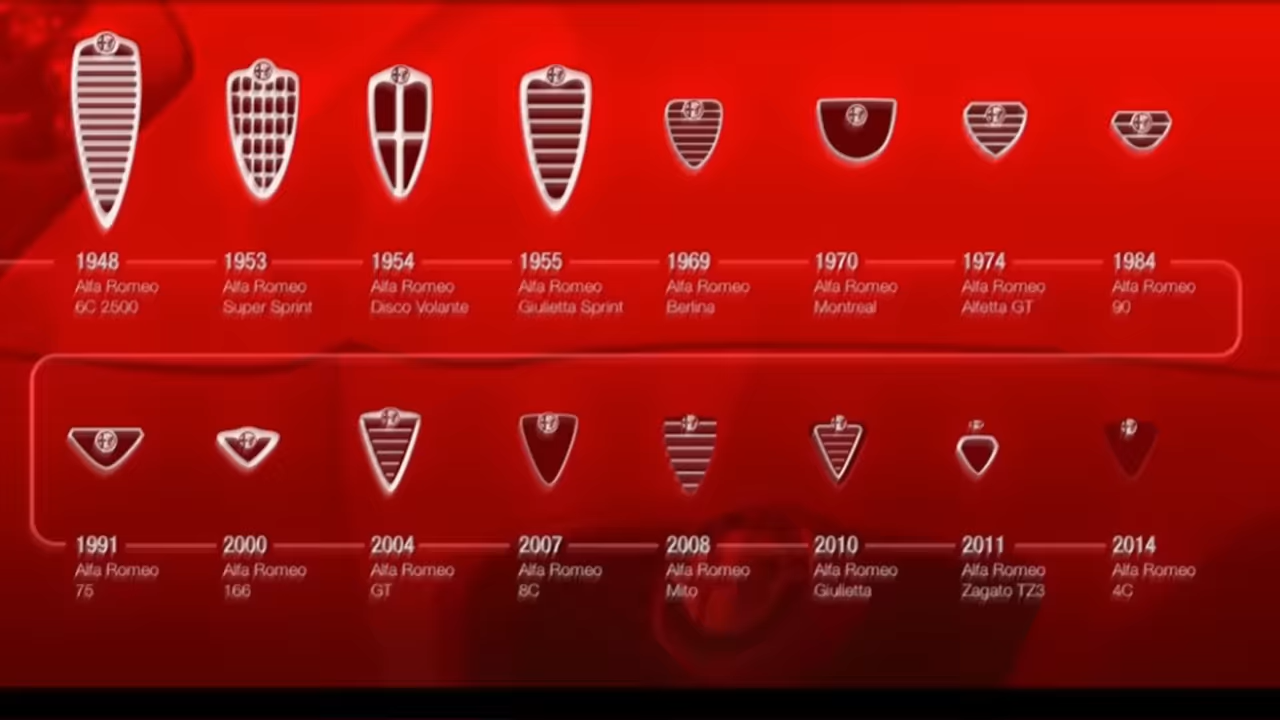 1948 1953 1954 1955 1969 1970 1974 1984
Alfa Romeo Alfa Romeo Alfa Romeo Alfa Romeo Alfa Romeo Alfa Romeo Alfa Romeo Alfa Romeo
6C 2500 Super Sprint Disco Volante Giulietta Sprint Berlina Montreal Alfetta GT 90
1991 2000 2004 2007 2008 2010 2011 2014
Alfa Romeo Alfa Romeo Alfa Romeo Alfa Romeo Alfa Romeo Alfa Romeo Alfa Romeo Alfa Romeo
75 166 GT 8C Mito Giulietta Zagato TZ3 4C